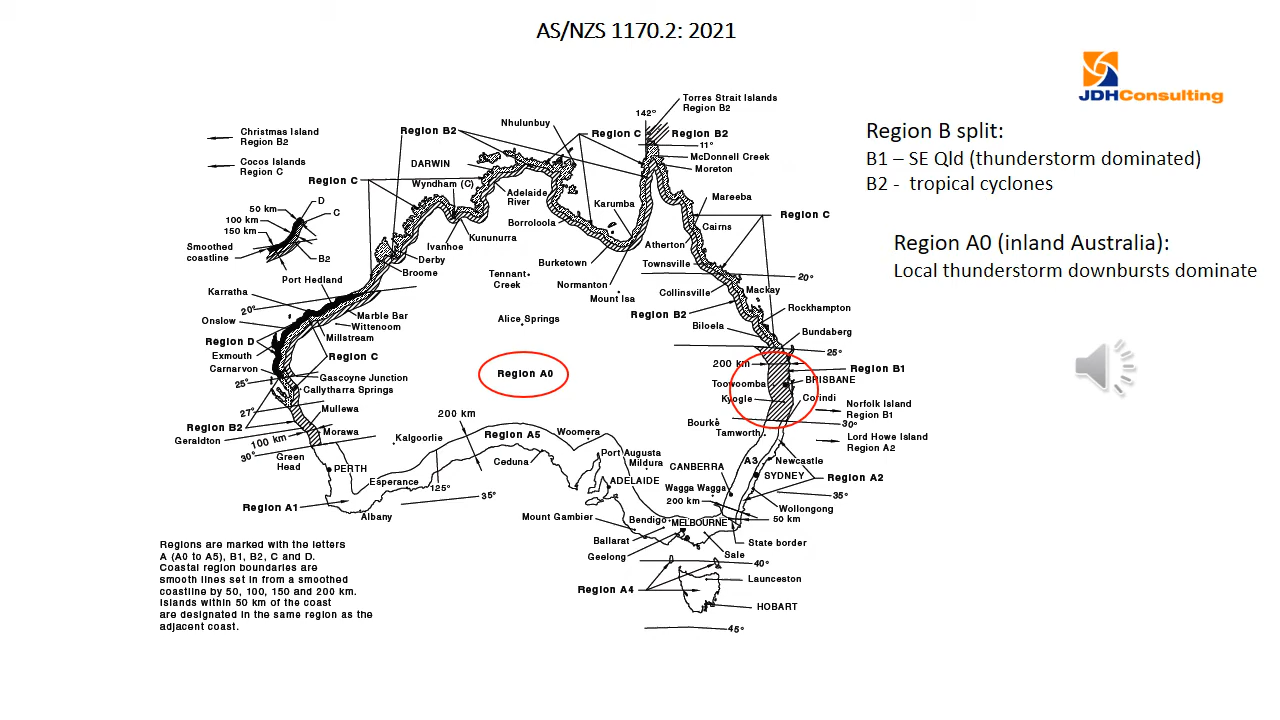 AS/NZS 1170.2: 2021
JDHConsulting
Region B split:
B1 – SE Qld (thunderstorm dominated)
B2 - tropical cyclones
Region A0 (inland Australia):
Local thunderstorm downbursts dominate
Torres Strait Islands
Region B2
142°
11°
Christmas Island
Region B2
Cocos Islands
Region C
Region B2
Nhulunbuy
Region C
Region B2
McDonnell Creek
Moreton
DARWIN
Region C
Wyndham (C)
Adelaide
River
Karumba
Mareeba
Region C
Cairns
Borroloola
Kununurra
Ivanhoe
Atherton
D
C
50 km
100 km
150 km
B2
Smoothed
coastline
Port Hedland
Derby
Broome
Burketown
Townsville
Tennant
Creek
Normanton
Mount Isa
Collinsville
20°
Mackay
Karratha
20°
Onslow
Marble Bar
Wittenoom
Millstream
Alice Springs
Region B2
Rockhampton
Biloela
Bundaberg
Region D
Exmouth
Region C
25°
Carnarvon
25°
Gascoyne Junction
Callytharra Springs
Region A0
200 km
Region B1
Toowoomba
BRISBANE
Kyogle
Corindi
Norfolk Island
Region B1
27°
Mullewa
Region B2
Geraldton
100 km
Morawa
30°
Green
Head
200 km
Kalgoorlie
Region A5
Woomera
Bourke
Tamworth
30°
Lord Howe Island
Region A2
PERTH
Esperance
125°
35°
Ceduna
Port Augusta
Mildura
ADELAIDE
CANBERRA
A3
Newcastle
SYDNEY
Region A2
Wagga Wagga
200 km
35°
Wollongong
50 km
Region A1
Albany
Mount Gambier
Bendigo
MELBOURNE
Ballarat
Geelong
State border
Sale
40°
Region A4
Launceston
HOBART
45°
Regions are marked with the letters
A (A0 to A5), B1, B2, C and D.
Coastal region boundaries are
smooth lines set in from a smoothed
coastline by 50, 100, 150 and 200 km.
Islands within 50 km of the coast
are designated in the same region as the
adjacent coast.